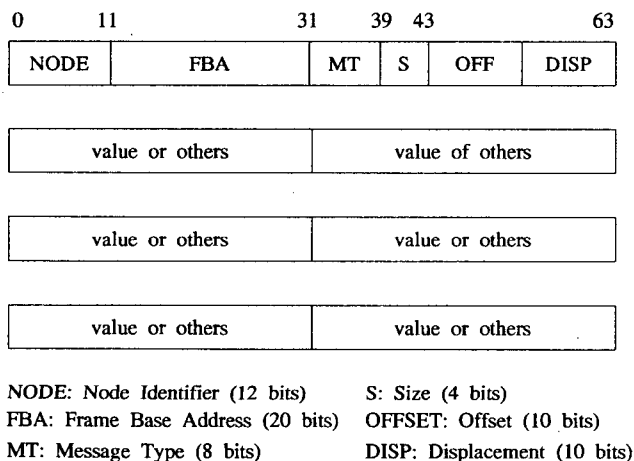 0 11 31 39 43 63
NODE FBA MT S OFF DISP
value or others value of others
value or others value or others
value or others value or others
NODE: Node Identifier (12 bits) S: Size (4 bits)
FBA: Frame Base Address (20 bits) OFFSET: Offset (10 bits)
MT: Message Type (8 bits) DISP: Displacement (10 bits)